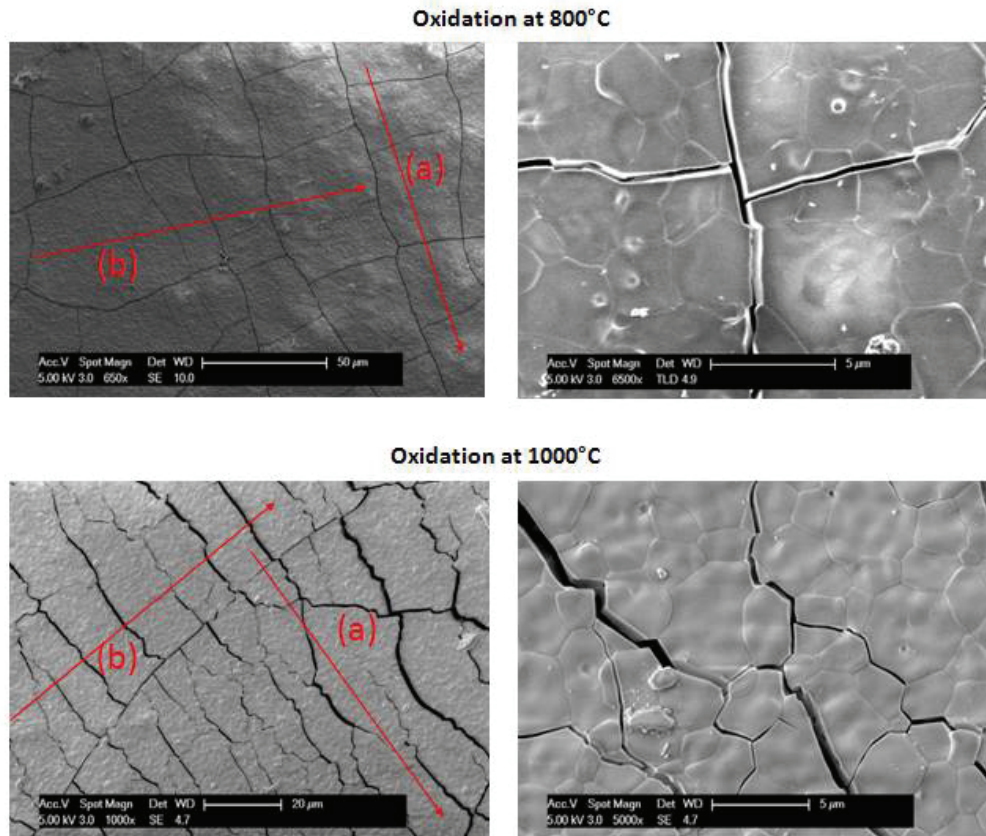 Oxidation at 800°C
(a)
(b)
Acc.V Spot Magn Det WD 50 µm
5.00 kV 3.0 650x SE 10.0
Acc.V Spot Magn Det WD 5 µm
5.00 kV 3.0 6500x TLD 4.9
Oxidation at 1000°C
(a)
(b)
Acc.V Spot Magn Det WD 20 µm
5.00 kV 3.0 1000x SE 4.7
Acc.V Spot Magn Det WD 5 µm
5.00 kV 3.0 5000x SE 4.7